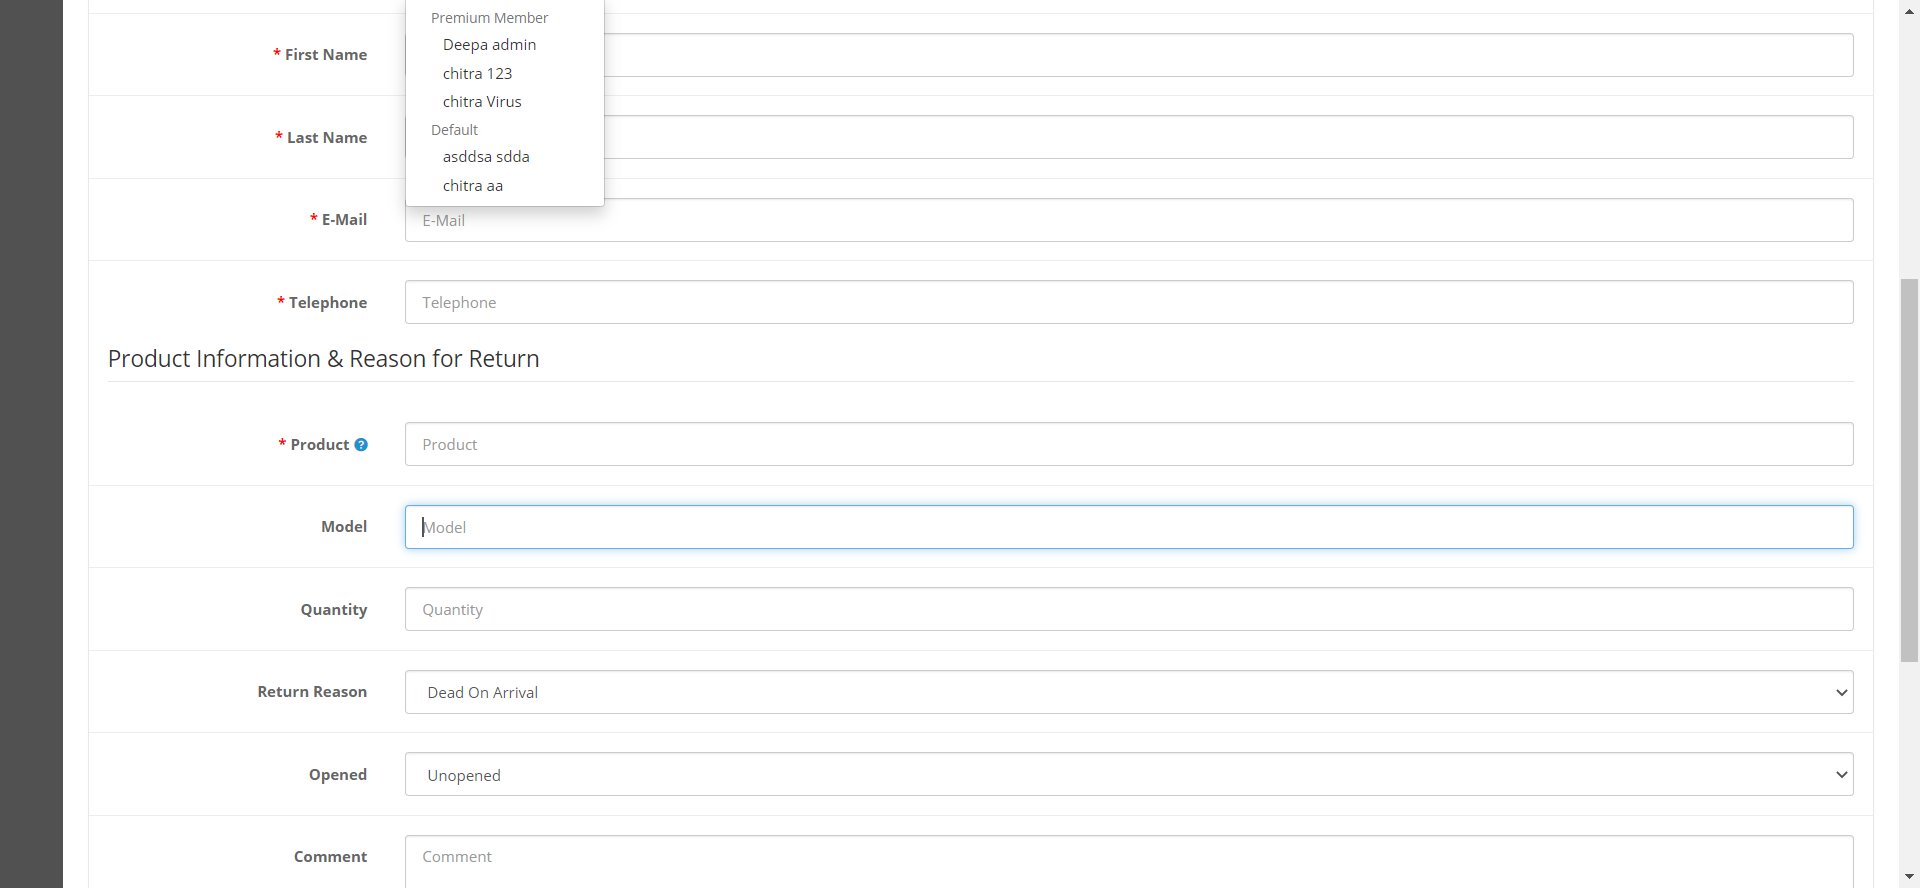 Premium Member
Deepa admin
* First Name
chitra 123
chitra Virus
Default
* Last Name
asddsa sdda
chitra aa
* E-Mail
E-Mail
* Telephone
Telephone
Product Information & Reason for Return
* Product ?
Product
Model
Model
Quantity
Quantity
Return Reason
Dead On Arrival
Opened
Unopened
Comment
Comment